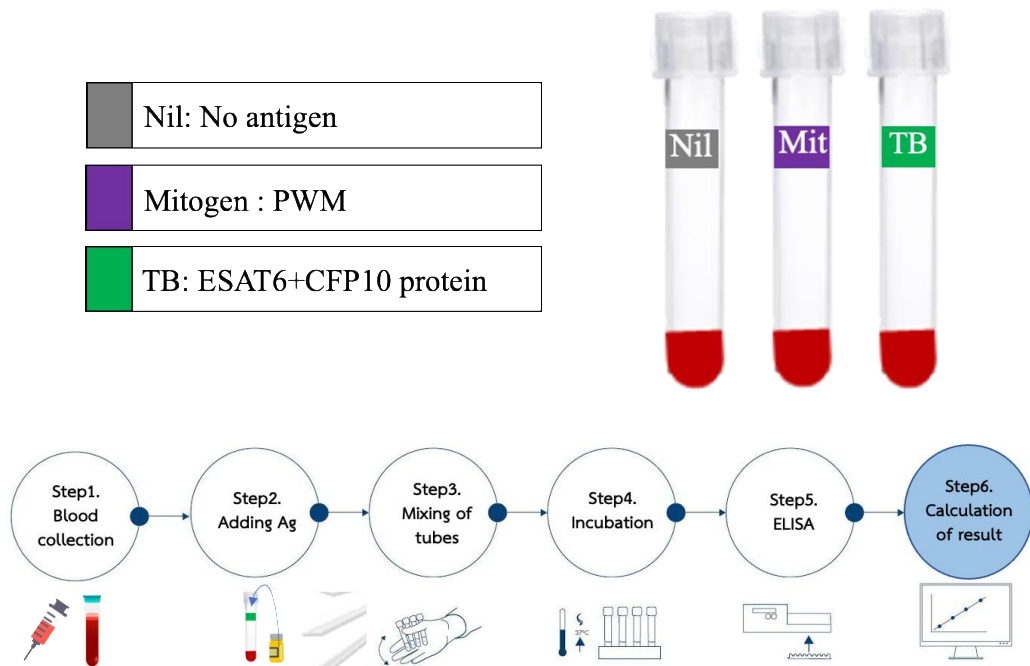 Nil: No antigen
Mitogen : PWM
TB: ESAT6+CFP10 protein
Nil
Mit
TB
Step1.
Blood
collection
Step2.
Adding Ag
Step3.
Mixing of
tubes
Step4.
Incubation
Step5.
ELISA
Step6.
Calculation
of result
37°C